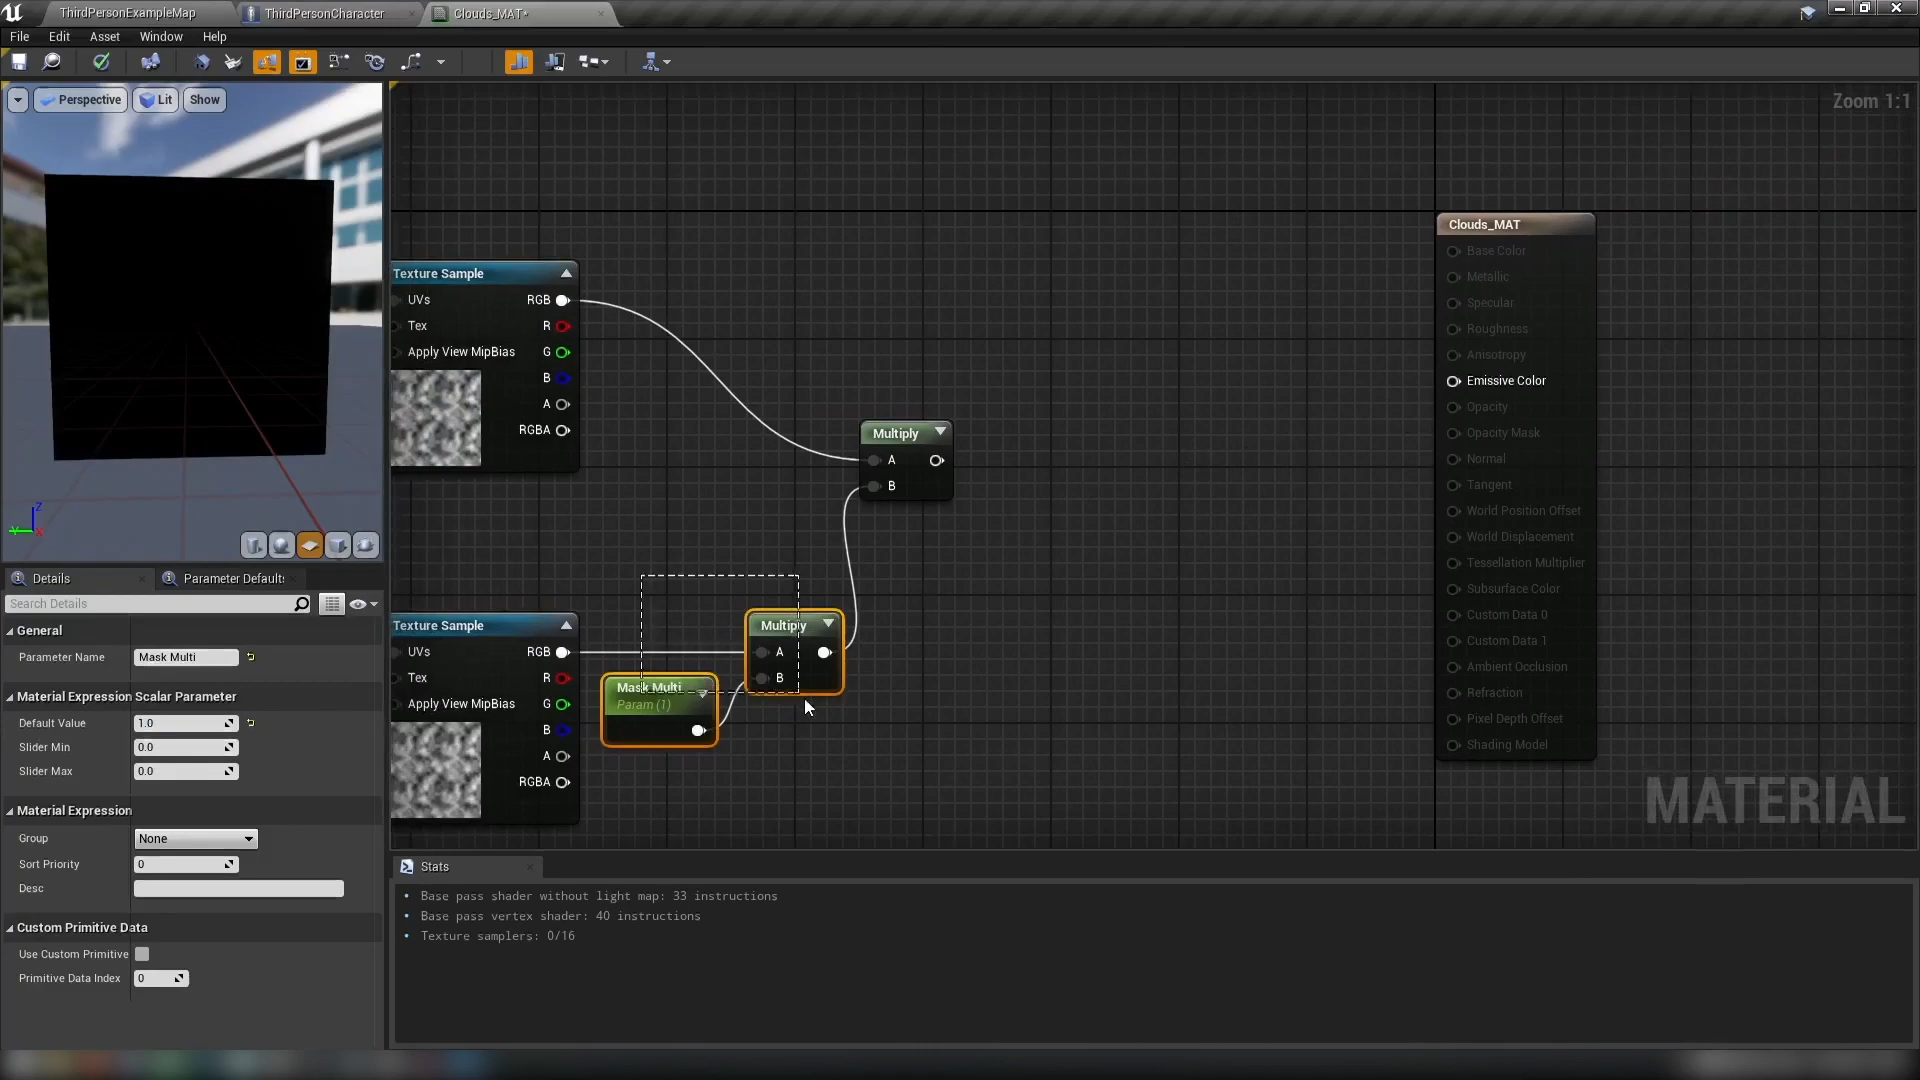 ThirdPersonExampleMap
ThirdPersonCharacter
Clouds_MAT*
File Edit Asset Window Help
Perspective Lit Show
Zoom 1:1
Texture Sample
UVs RGB
Tex R
Apply View MipBias G
B
A
RGBA
Multiply
A
B
Texture Sample
UVs RGB
Tex R
Apply View MipBias G
B
A
RGBA
Mask Multi
Param (1)
Multiply
A
B
Clouds_MAT
Base Color
Metallic
Specular
Roughness
Anisotropy
Emissive Color
Opacity
Opacity Mask
Normal
Tangent
World Position Offset
World Displacement
Tessellation Multiplier
Subsurface Color
Custom Data 0
Custom Data 1
Ambient Occlusion
Refraction
Pixel Depth Offset
Shading Model
MATERIAL
Details
Parameter Default
Search Details
General
Parameter Name Mask Multi
Material Expression Scalar Parameter
Default Value 1.0
Slider Min 0.0
Slider Max 0.0
Material Expression
Group None
Sort Priority 0
Desc
Custom Primitive Data
Use Custom Primitive
Primitive Data Index 0
Stats
Base pass shader without light map: 33 instructions
Base pass vertex shader: 40 instructions
Texture samplers: 0/16